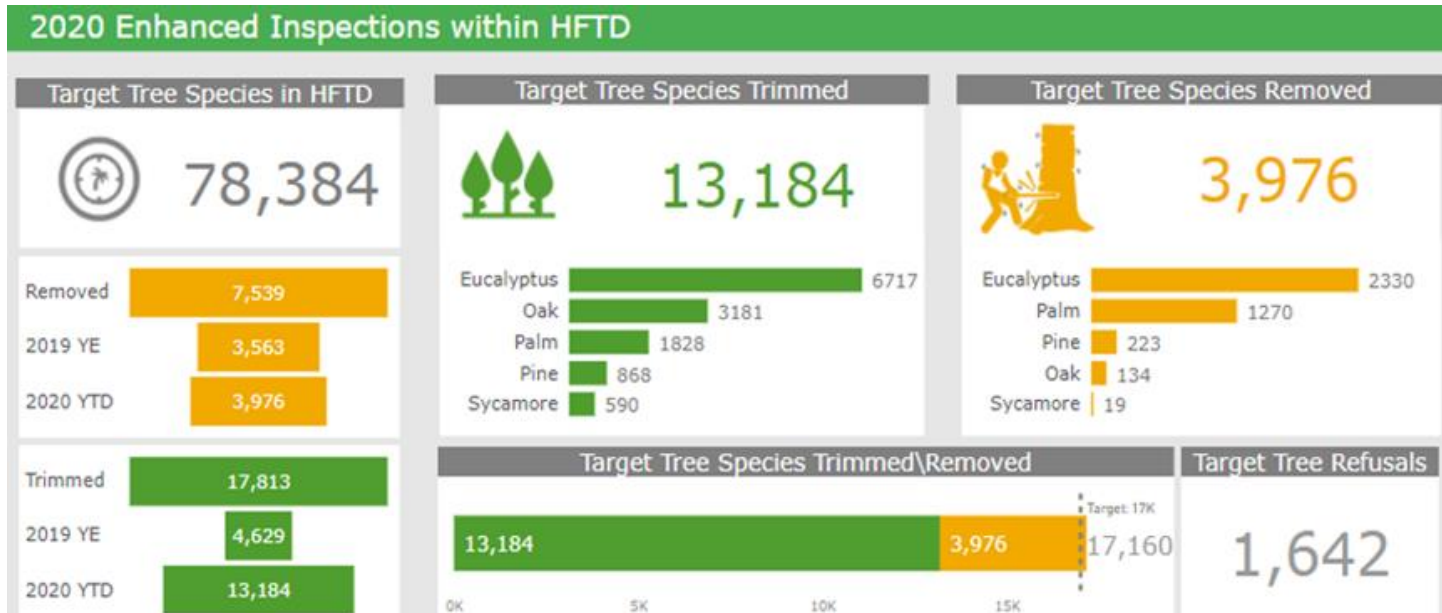 2020 Enhanced Inspections within HFTD
Target Tree Species in HFTD
78,384
Removed 7,539
2019 YE 3,563
2020 YTD 3,976
Trimmed 17,813
2019 YE 4,629
2020 YTD 13,184
Target Tree Species Trimmed
13,184
Eucalyptus 6717
Oak 3181
Palm 1828
Pine 868
Sycamore 590
Target Tree Species Removed
3,976
Eucalyptus 2330
Palm 1270
Pine 223
Oak 134
Sycamore 19
Target Tree Species Trimmed\Removed
Target: 17K
13,184 3,976 17,160
0K 5K 10K 15K
Target Tree Refusals
1,642